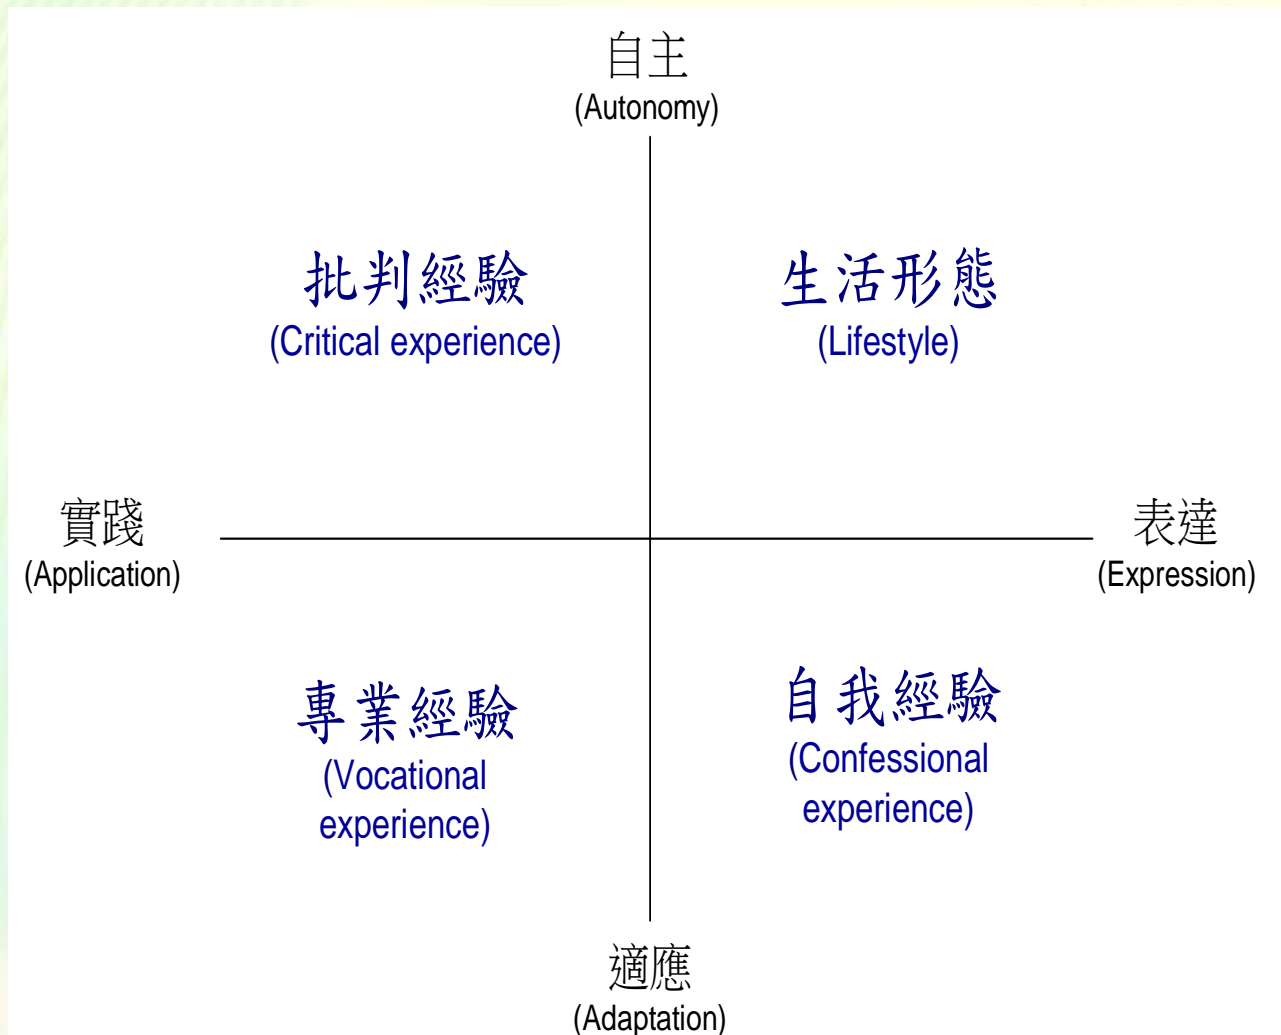 自主
(Autonomy)
批判經驗
(Critical experience)
生活形態
(Lifestyle)
實踐
(Application)
表達
(Expression)
專業經驗
(Vocational
experience)
自我經驗
(Confessional
experience)
適應
(Adaptation)